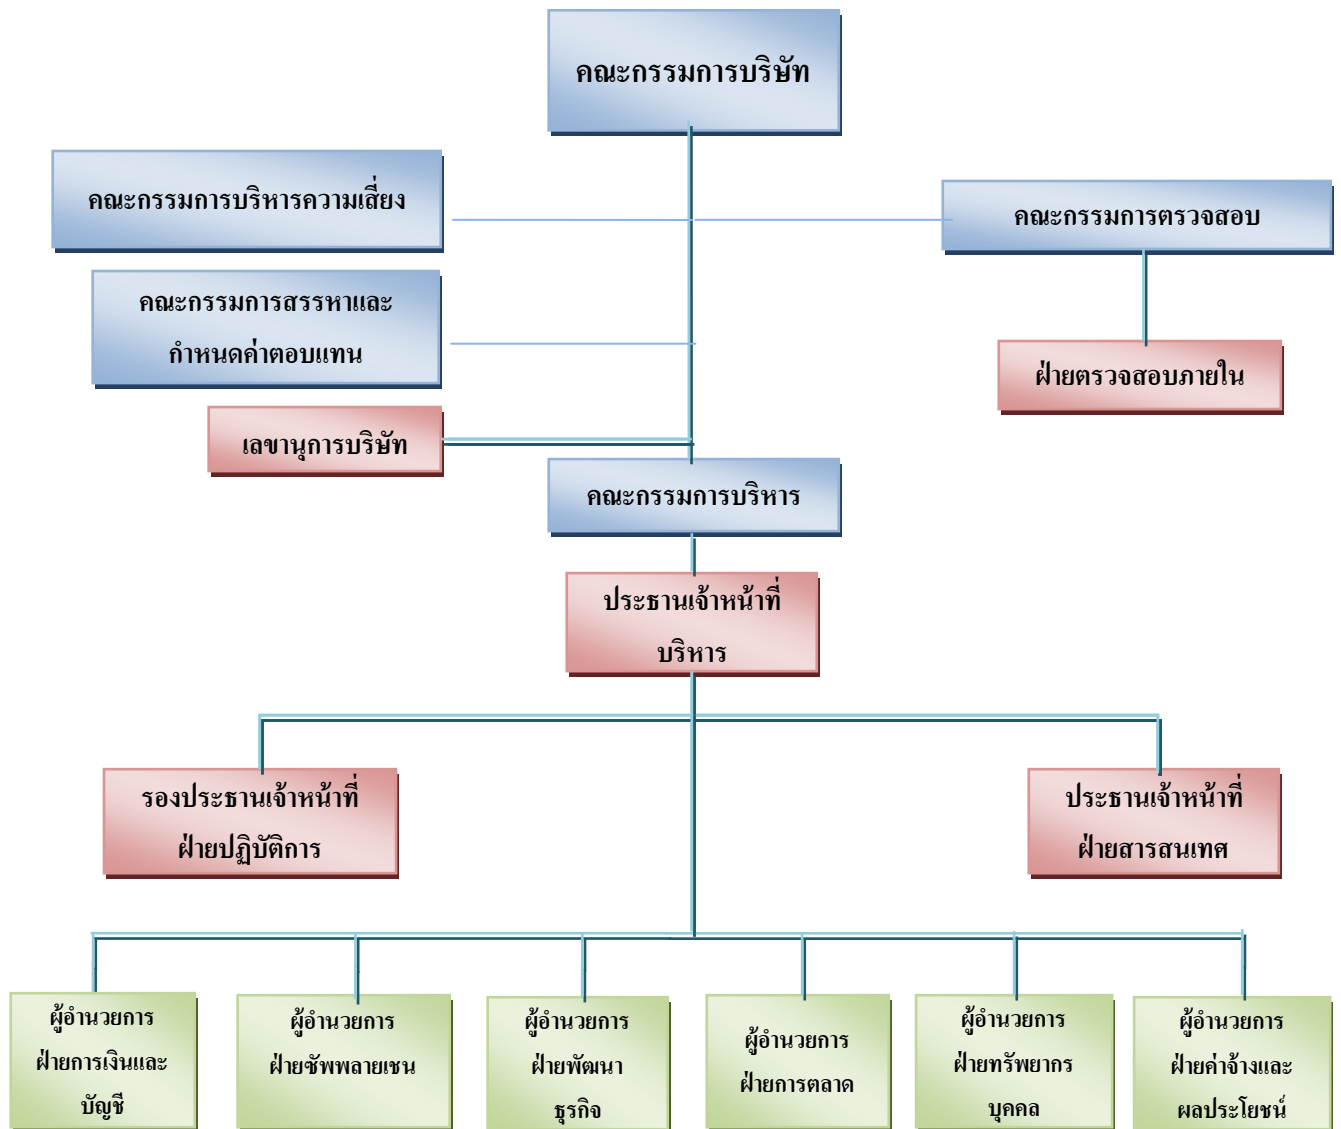 คณะกรรมการบริษัท
คณะกรรมการบริหารความเสี่ยง
คณะกรรมการตรวจสอบ
คณะกรรมการสรรหาและ
กำหนดค่าตอบแทน
ฝ่ายตรวจสอบภายใน
เลขานุการบริษัท
คณะกรรมการบริหาร
ประธานเจ้าหน้าที่
บริหาร
รองประธานเจ้าหน้าที่
ฝ่ายปฏิบัติการ
ประธานเจ้าหน้าที่
ฝ่ายสารสนเทศ
ผู้อำนวยการ
ฝ่ายการเงินและ
บัญชี
ผู้อำนวยการ
ฝ่ายซัพพลายเชน
ผู้อำนวยการ
ฝ่ายพัฒนา
ธุรกิจ
ผู้อำนวยการ
ฝ่ายการตลาด
ผู้อำนวยการ
ฝ่ายทรัพยากร
บุคคล
ผู้อำนวยการ
ฝ่ายค่าจ้างและ
ผลประโยชน์